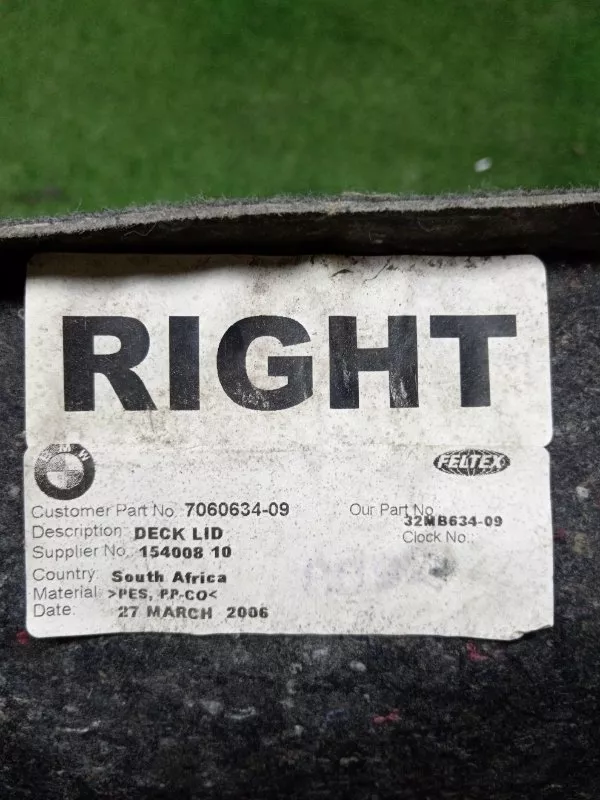 RIGHT
BMW
FELTEX
Customer Part No. 7060634-09
Our Part No.
32MB634-09
Description: DECK LID
Clock No.:
Supplier No. 154008 10
Country: South Africa
Material: >PES, PP-CO<
Date: 27 MARCH 2006